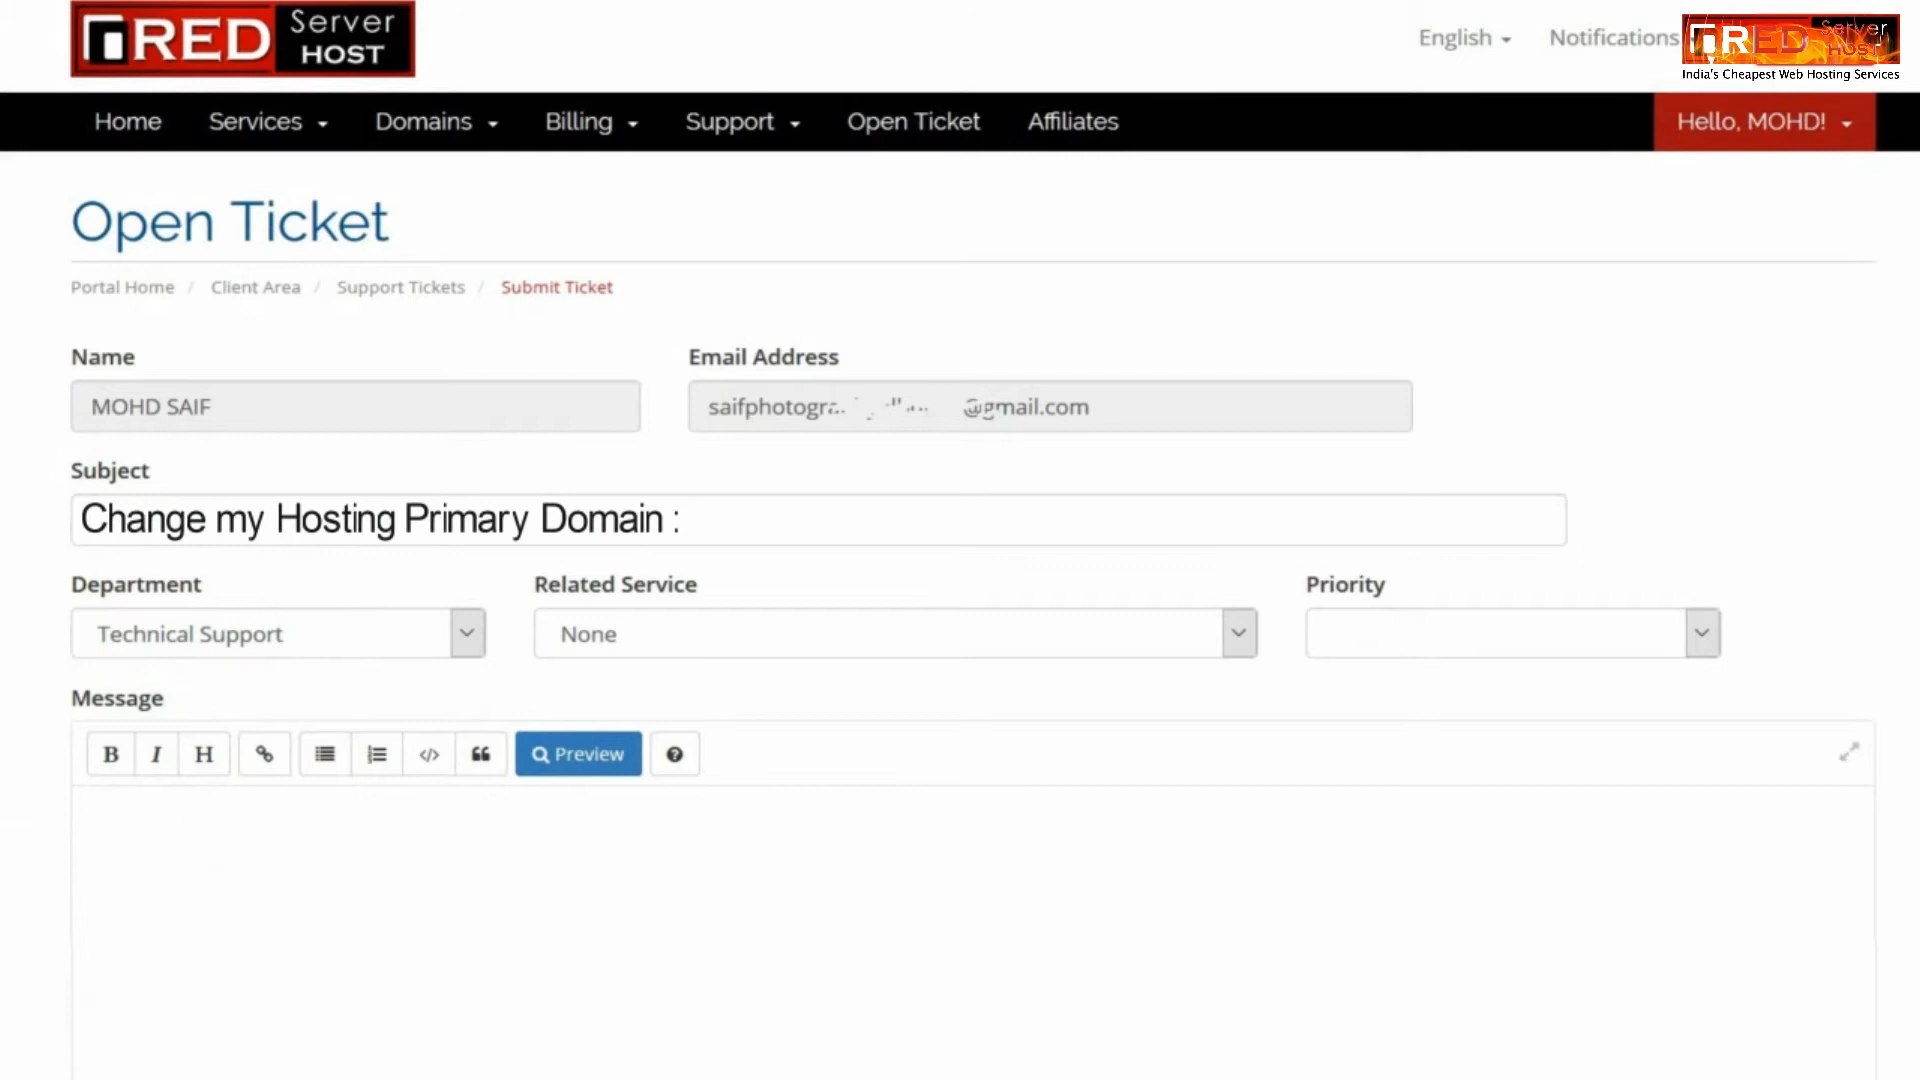 RED Server HOST
English
Notifications
RED Server HOST
India's Cheapest Web Hosting Services
Home Services Domains Billing Support Open Ticket Affiliates
Hello, MOHD!
Open Ticket
Portal Home / Client Area / Support Tickets / Submit Ticket
Name
Email Address
MOHD SAIF
@gmail.com
Subject
Change my Hosting Primary Domain :
Department
Related Service
Priority
Technical Support
None
Message
B I H
Preview